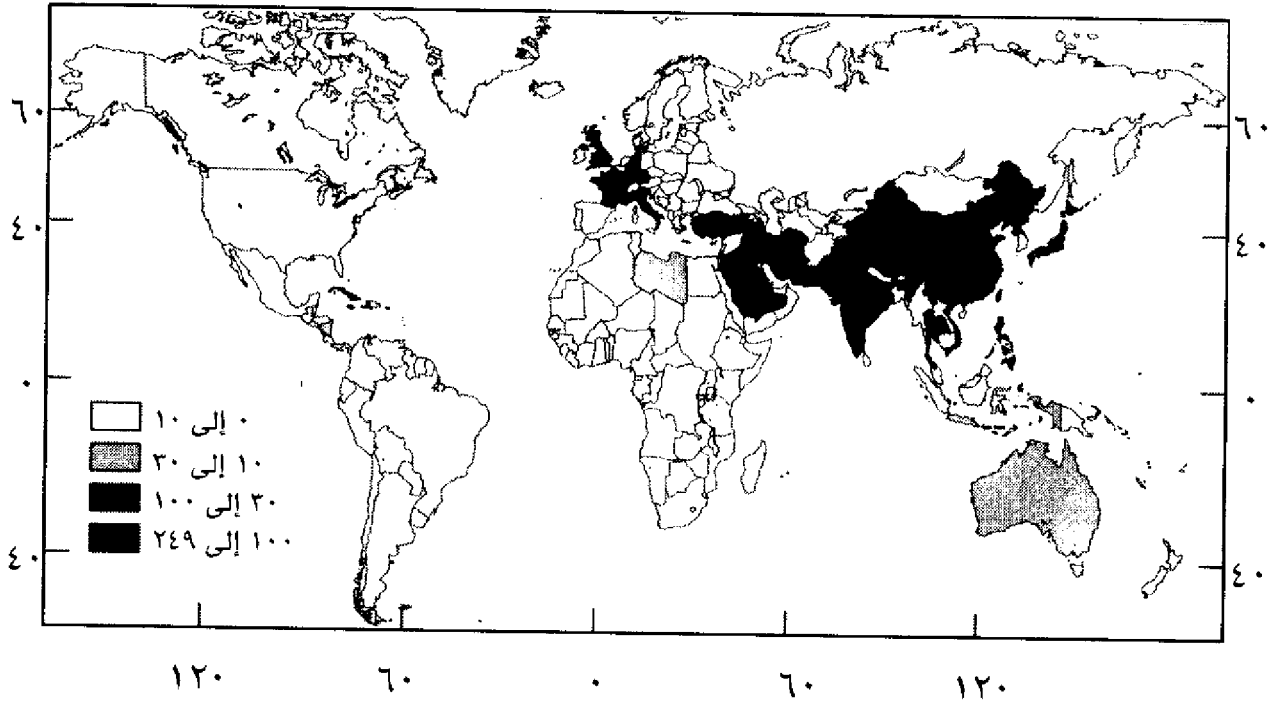 ٦٠ ٦٠
٤٠ ٤٠
٠ ٠
٠ إلى ١٠
١٠ إلى ٣٠
٣٠ إلى ١٠٠
١٠٠ إلى ٢٤٩
٤٠ ٤٠
١٢٠ ٦٠ ٠ ٦٠ ١٢٠